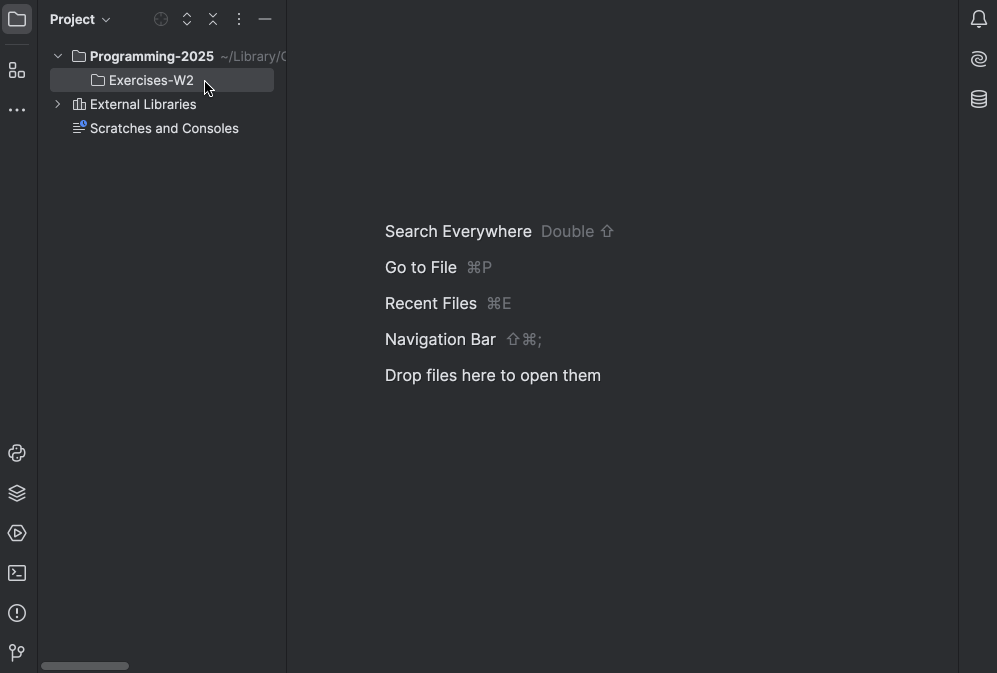 Project
Programming-2025 ~/Library/
Exercises-W2
External Libraries
Scratches and Consoles
Search Everywhere Double ⇧
Go to File ⌘P
Recent Files ⌘E
Navigation Bar ⇧⌘;
Drop files here to open them